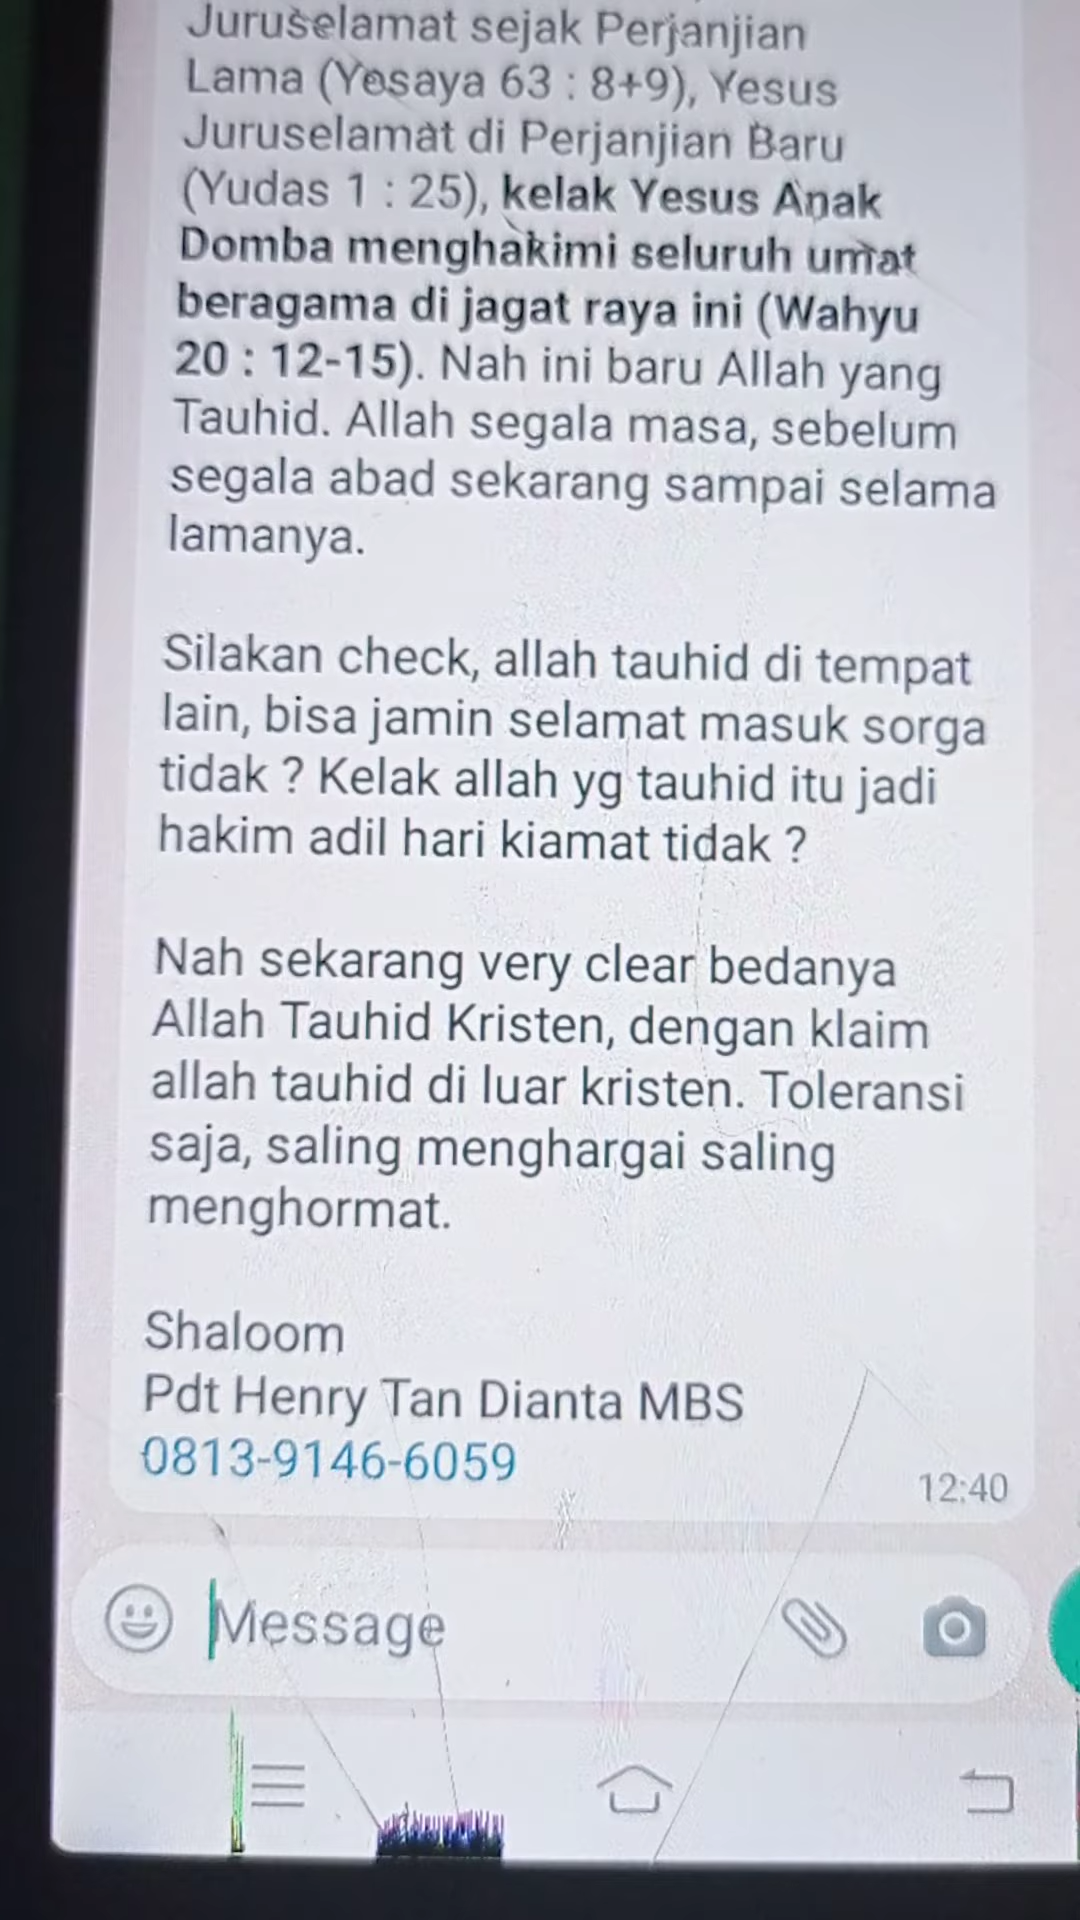 Juruselamat sejak Perjanjian
Lama (Yesaya 63 : 8+9), Yesus
Juruselamat di Perjanjian Baru
(Yudas 1 : 25), kelak Yesus Anak
Domba menghakimi seluruh umat
beragama di jagat raya ini (Wahyu
20 : 12-15). Nah ini baru Allah yang
Tauhid. Allah segala masa, sebelum
segala abad sekarang sampai selama
lamanya.
Silakan check, allah tauhid di tempat
lain, bisa jamin selamat masuk sorga
tidak ? Kelak allah yg tauhid itu jadi
hakim adil hari kiamat tidak ?
Nah sekarang very clear bedanya
Allah Tauhid Kristen, dengan klaim
allah tauhid di luar kristen. Toleransi
saja, saling menghargai saling
menghormat.
Shaloom
Pdt Henry Tan Dianta MBS
0813-9146-6059
12:40
Message